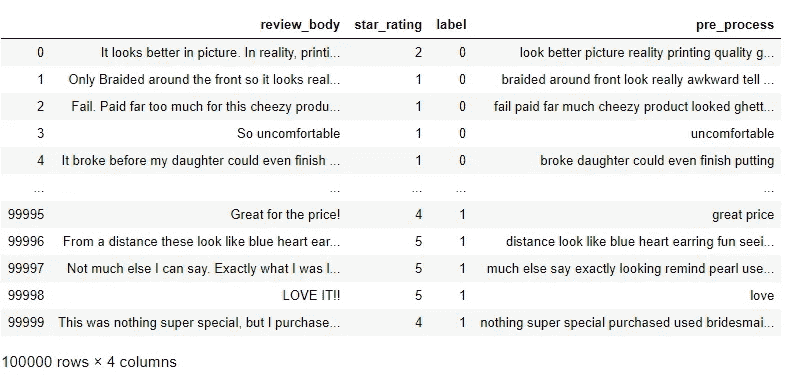 review_body star_rating label pre_process
0 It looks better in picture. In reality, printi... 2 0 look better picture reality printing quality g...
1 Only Braided around the front so it looks real... 1 0 braided around front look really awkward tell ...
2 Fail. Paid far too much for this cheezy produ... 1 0 fail paid far much cheezy product looked ghett...
3 So uncomfortable 1 0 uncomfortable
4 It broke before my daughter could even finish ... 1 0 broke daughter could even finish putting
... ... ... ... ...
99995 Great for the price! 4 1 great price
99996 From a distance these look like blue heart ear... 5 1 distance look like blue heart earring fun seei...
99997 Not much else I can say. Exactly what I was l... 5 1 much else say exactly looking remind pearl use...
99998 LOVE IT!! 5 1 love
99999 This was nothing super special, but I purchase... 4 1 nothing super special purchased used bridesmai...
100000 rows × 4 columns